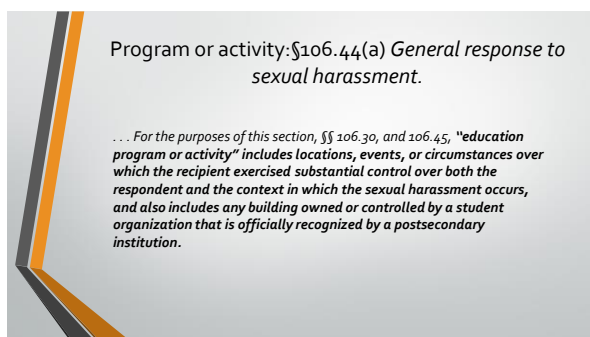 Program or activity:§106.44(a) General response to
sexual harassment.
. . . For the purposes of this section, §§ 106.30, and 106.45, “education
program or activity” includes locations, events, or circumstances over
which the recipient exercised substantial control over both the
respondent and the context in which the sexual harassment occurs,
and also includes any building owned or controlled by a student
organization that is officially recognized by a postsecondary
institution.